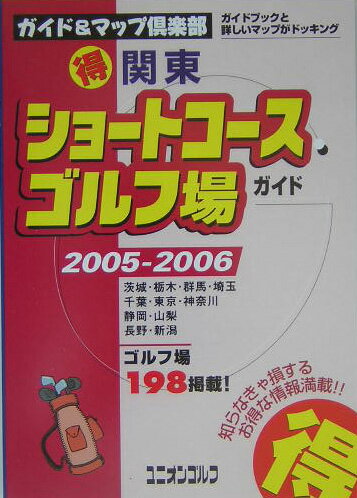 ガイド&マップ倶楽部
ガイドブックと
詳しいマップがドッキング
得 関東
ショートコース
ゴルフ場 ガイド
2005-2006
茨城・栃木・群馬・埼玉
千葉・東京・神奈川
静岡・山梨
長野・新潟
ゴルフ場
198掲載!
知らなきゃ損する
お得な情報満載!!
得
ユニオンゴルフ